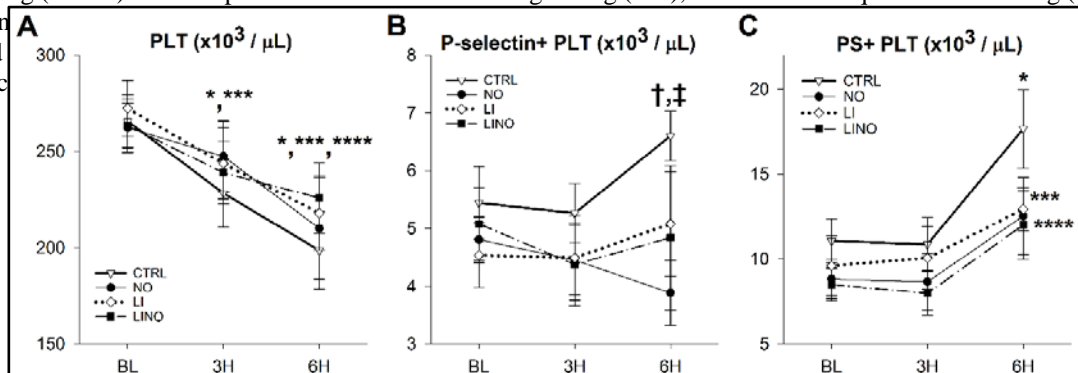 A
PLT (x10³ / μL)
300
250
200
150
*,***
*,***,****
CTRL
NO
LI
LINO
BL 3H 6H
B
P-selectin+ PLT (x10³ / μL)
8
7
6
5
4
3
CTRL
NO
LI
LINO
†,‡
BL 3H 6H
C
PS+ PLT (x10³ / μL)
20
15
10
5
CTRL
NO
LI
LINO
*
***
****
BL 3H 6H